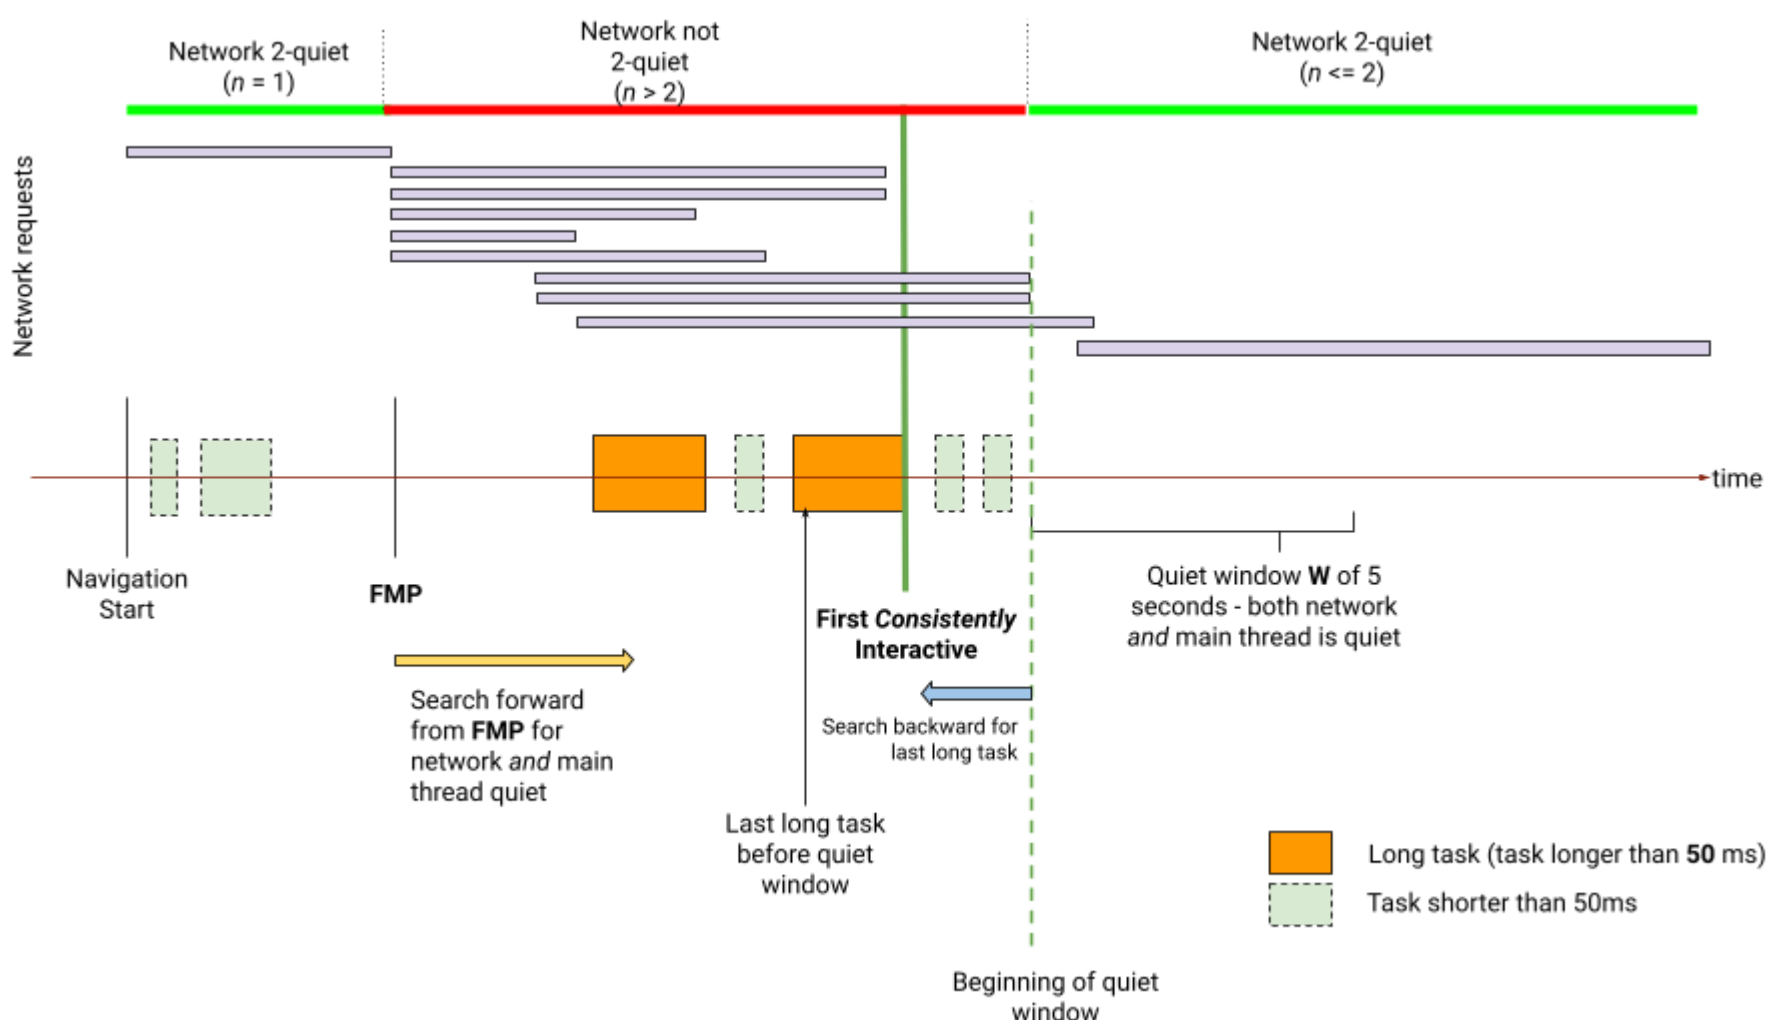 Network 2-quiet
(n = 1)
Network not
2-quiet
(n > 2)
Network 2-quiet
(n <= 2)
Network requests
time
Navigation
Start
FMP
First Consistently
Interactive
Quiet window W of 5
seconds - both network
and main thread is quiet
Search forward
from FMP for
network and main
thread quiet
Search backward for
last long task
Last long task
before quiet
window
Long task (task longer than 50 ms)
Task shorter than 50ms
Beginning of quiet
window